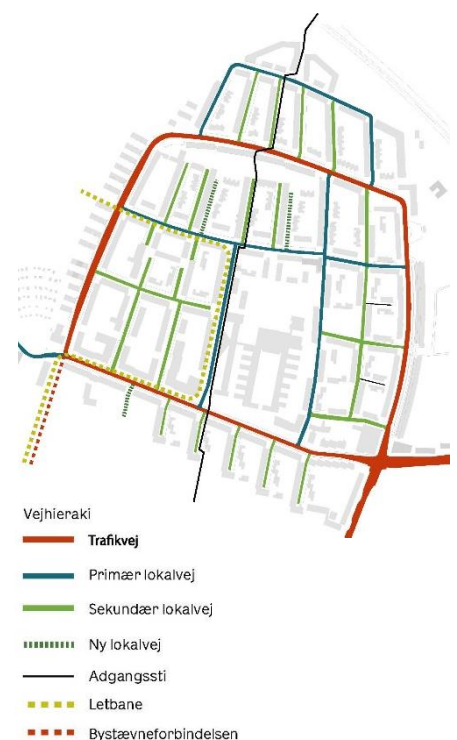 Vejhieraki
Trafikvej
Primær lokalvej
Sekundær lokalvej
Ny lokalvej
Adgangssti
Letbane
Bystævneforbindelsen